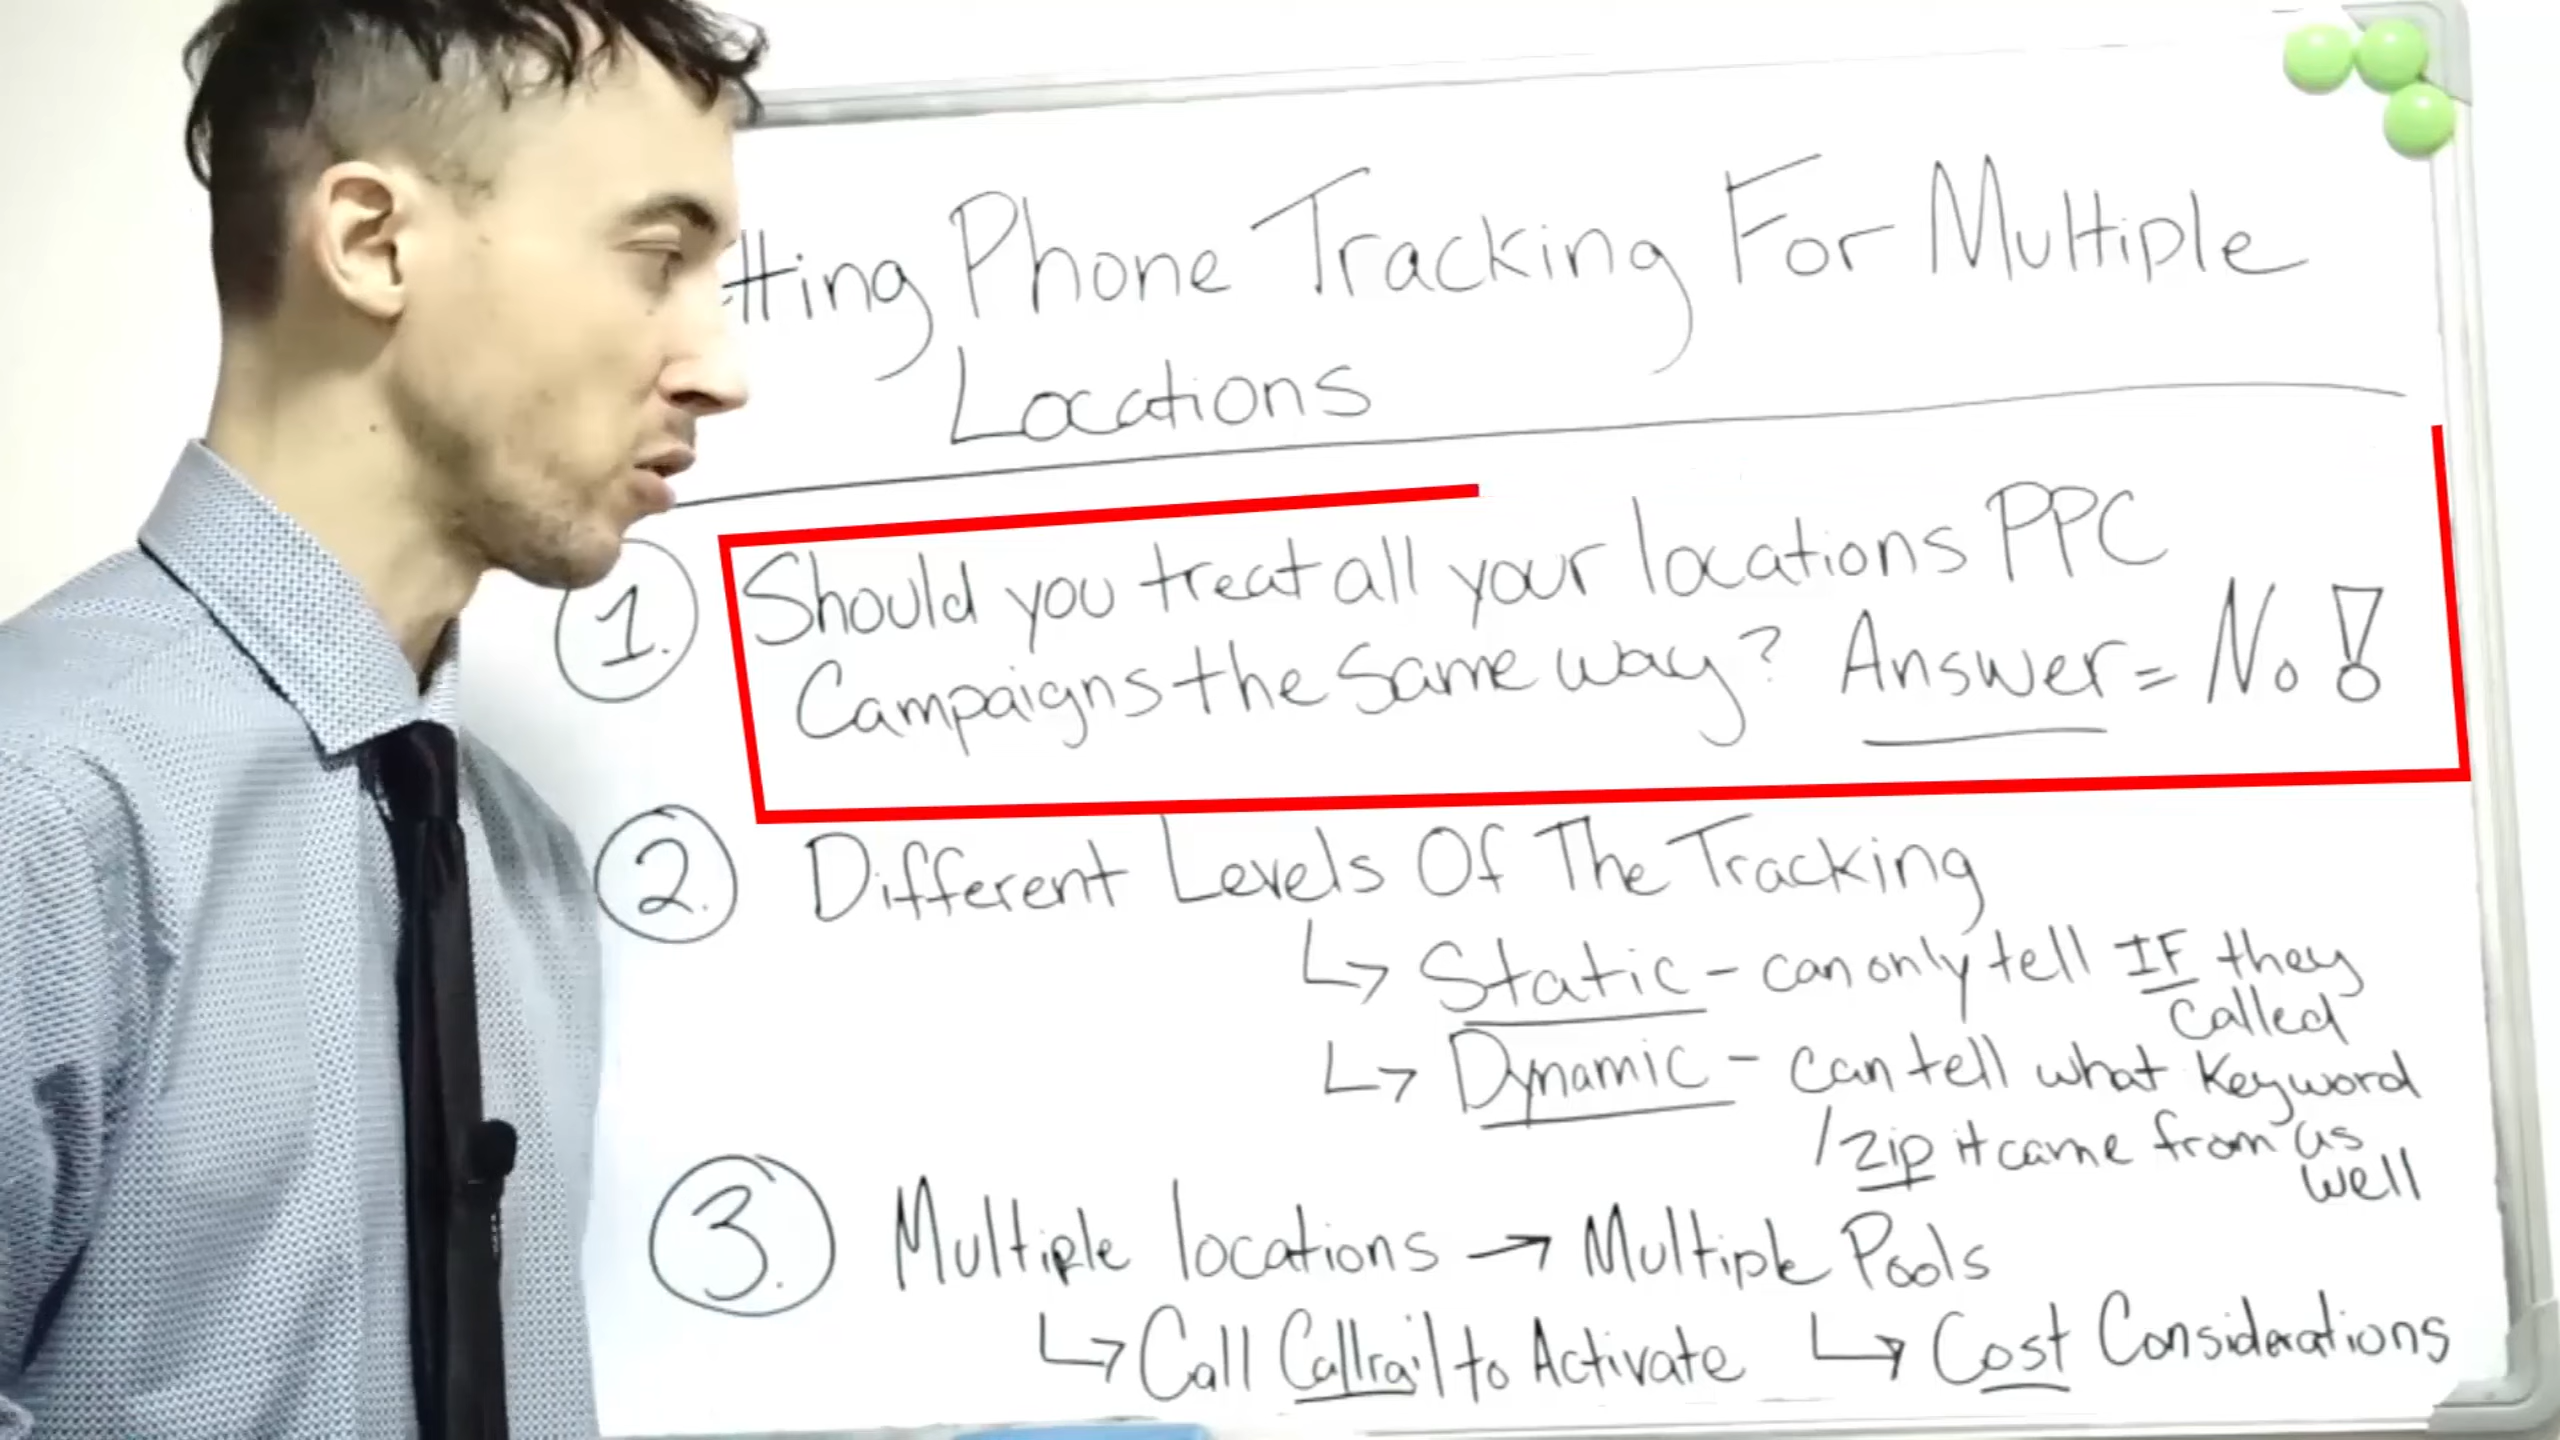 tting Phone Tracking For Multiple
Locations
1. Should you treat all your locations PPC
Campaigns the same way? Answer = No!
2. Different Levels Of The Tracking
↳ Static - can only tell IF they
called
↳ Dynamic - can tell what keyword
/zip it came from as
well
3. Multiple locations → Multiple Pools
↳ Call Callrail to Activate ↳ Cost Considerations